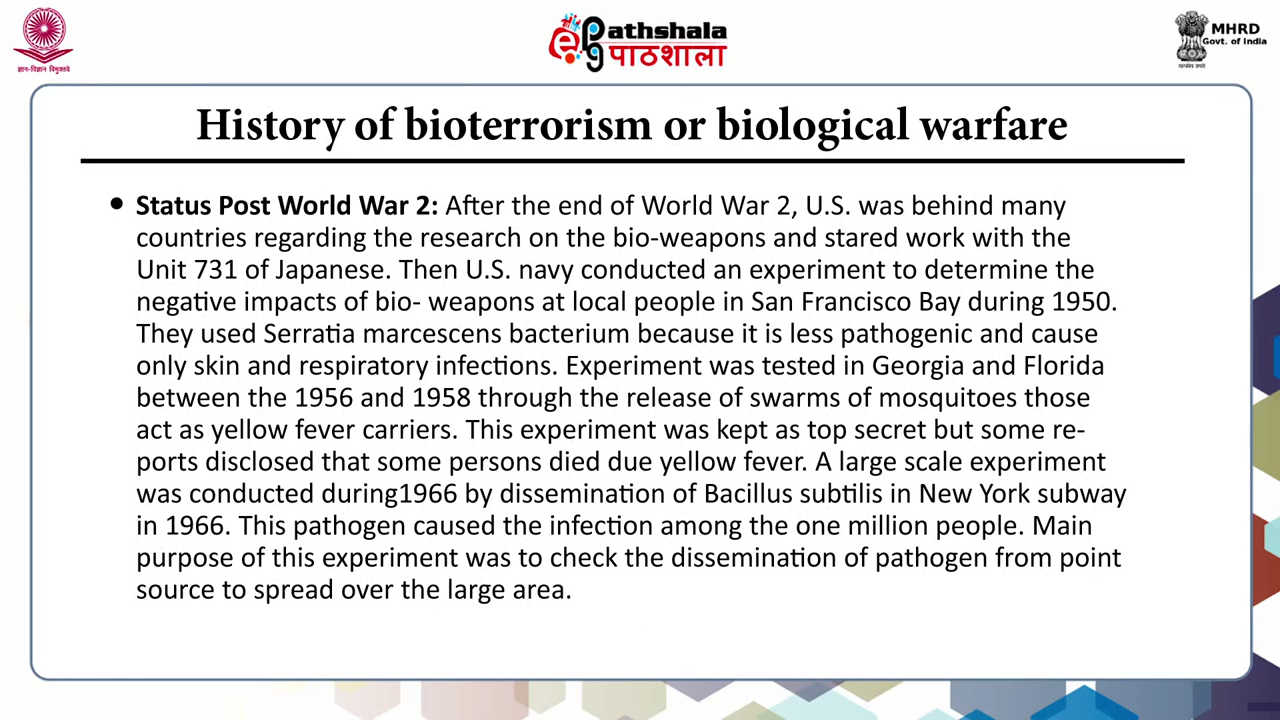 ज्ञान-विज्ञान विमुक्तये
ePG
Pathshala
पाठशाला
MHRD
Govt. of India
सत्यमेव जयते
History of bioterrorism or biological warfare
• Status Post World War 2: After the end of World War 2, U.S. was behind many
countries regarding the research on the bio-weapons and stared work with the
Unit 731 of Japanese. Then U.S. navy conducted an experiment to determine the
negative impacts of bio- weapons at local people in San Francisco Bay during 1950.
They used Serratia marcescens bacterium because it is less pathogenic and cause
only skin and respiratory infections. Experiment was tested in Georgia and Florida
between the 1956 and 1958 through the release of swarms of mosquitoes those
act as yellow fever carriers. This experiment was kept as top secret but some re-
ports disclosed that some persons died due yellow fever. A large scale experiment
was conducted during1966 by dissemination of Bacillus subtilis in New York subway
in 1966. This pathogen caused the infection among the one million people. Main
purpose of this experiment was to check the dissemination of pathogen from point
source to spread over the large area.